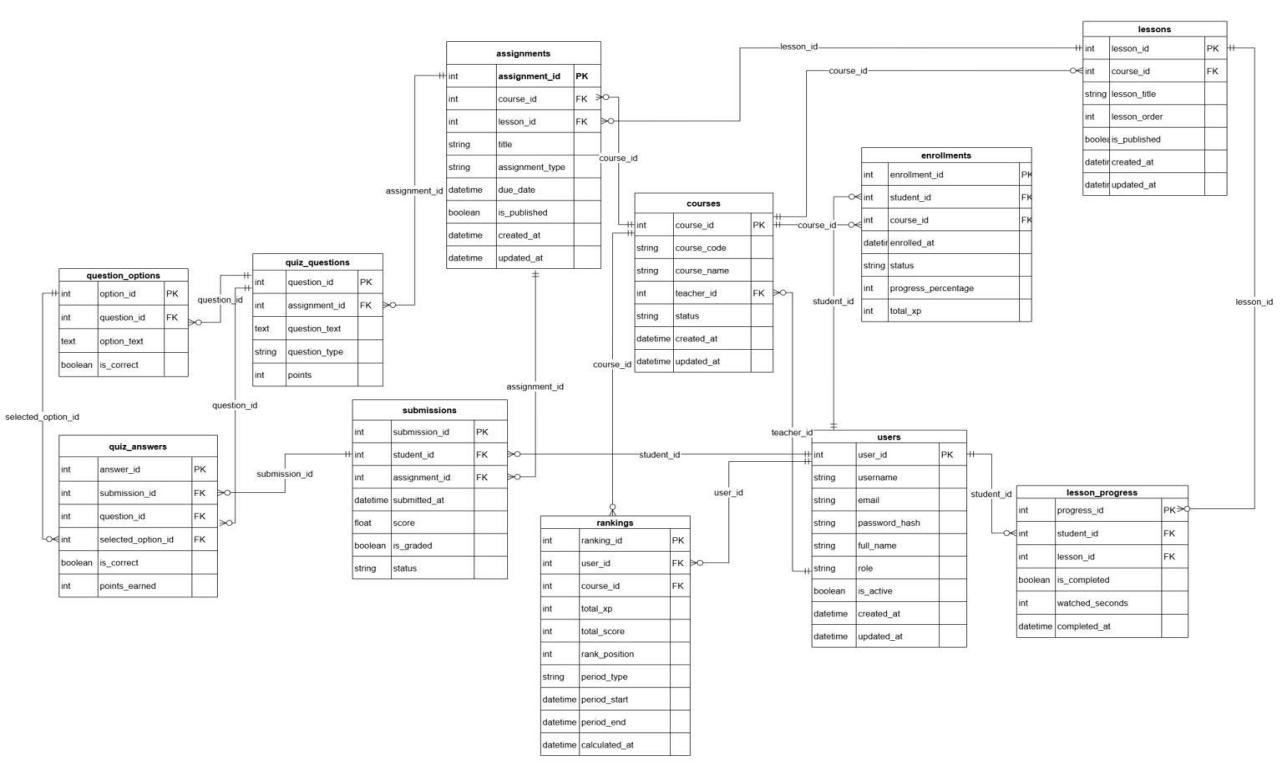 assignments
int assignment_id PK
int course_id FK
int lesson_id FK
string title
string assignment_type
datetime due_date
boolean is_published
datetime created_at
datetime updated_at
lessons
int lesson_id PK
int course_id FK
string lesson_title
int lesson_order
boolea is_published
datetir created_at
datetir updated_at
enrollments
int enrollment_id PK
int student_id FK
int course_id FK
datetir enrolled_at
string status
int progress_percentage
int total_xp
courses
int course_id PK
string course_code
string course_name
int teacher_id FK
string status
datetime created_at
datetime updated_at
question_options
int option_id PK
int question_id FK
text option_text
boolean is_correct
quiz_questions
int question_id PK
int assignment_id FK
text question_text
string question_type
int points
quiz_answers
int answer_id PK
int submission_id FK
int question_id FK
int selected_option_id FK
boolean is_correct
int points_earned
submissions
int submission_id PK
int student_id FK
int assignment_id FK
datetime submitted_at
float score
boolean is_graded
string status
rankings
int ranking_id PK
int user_id FK
int course_id FK
int total_xp
int total_score
int rank_position
string period_type
datetime period_start
datetime period_end
datetime calculated_at
users
int user_id PK
string username
string email
string password_hash
string full_name
string role
boolean is_active
datetime created_at
datetime updated_at
lesson_progress
int progress_id PK
int student_id FK
int lesson_id FK
boolean is_completed
int watched_seconds
datetime completed_at
lesson_id
course_id
course_id
assignment_id
course_id
question_id
student_id
lesson_id
course_id
assignment_id
question_id
selected_option_id
teacher_id
student_id
submission_id
user_id
student_id